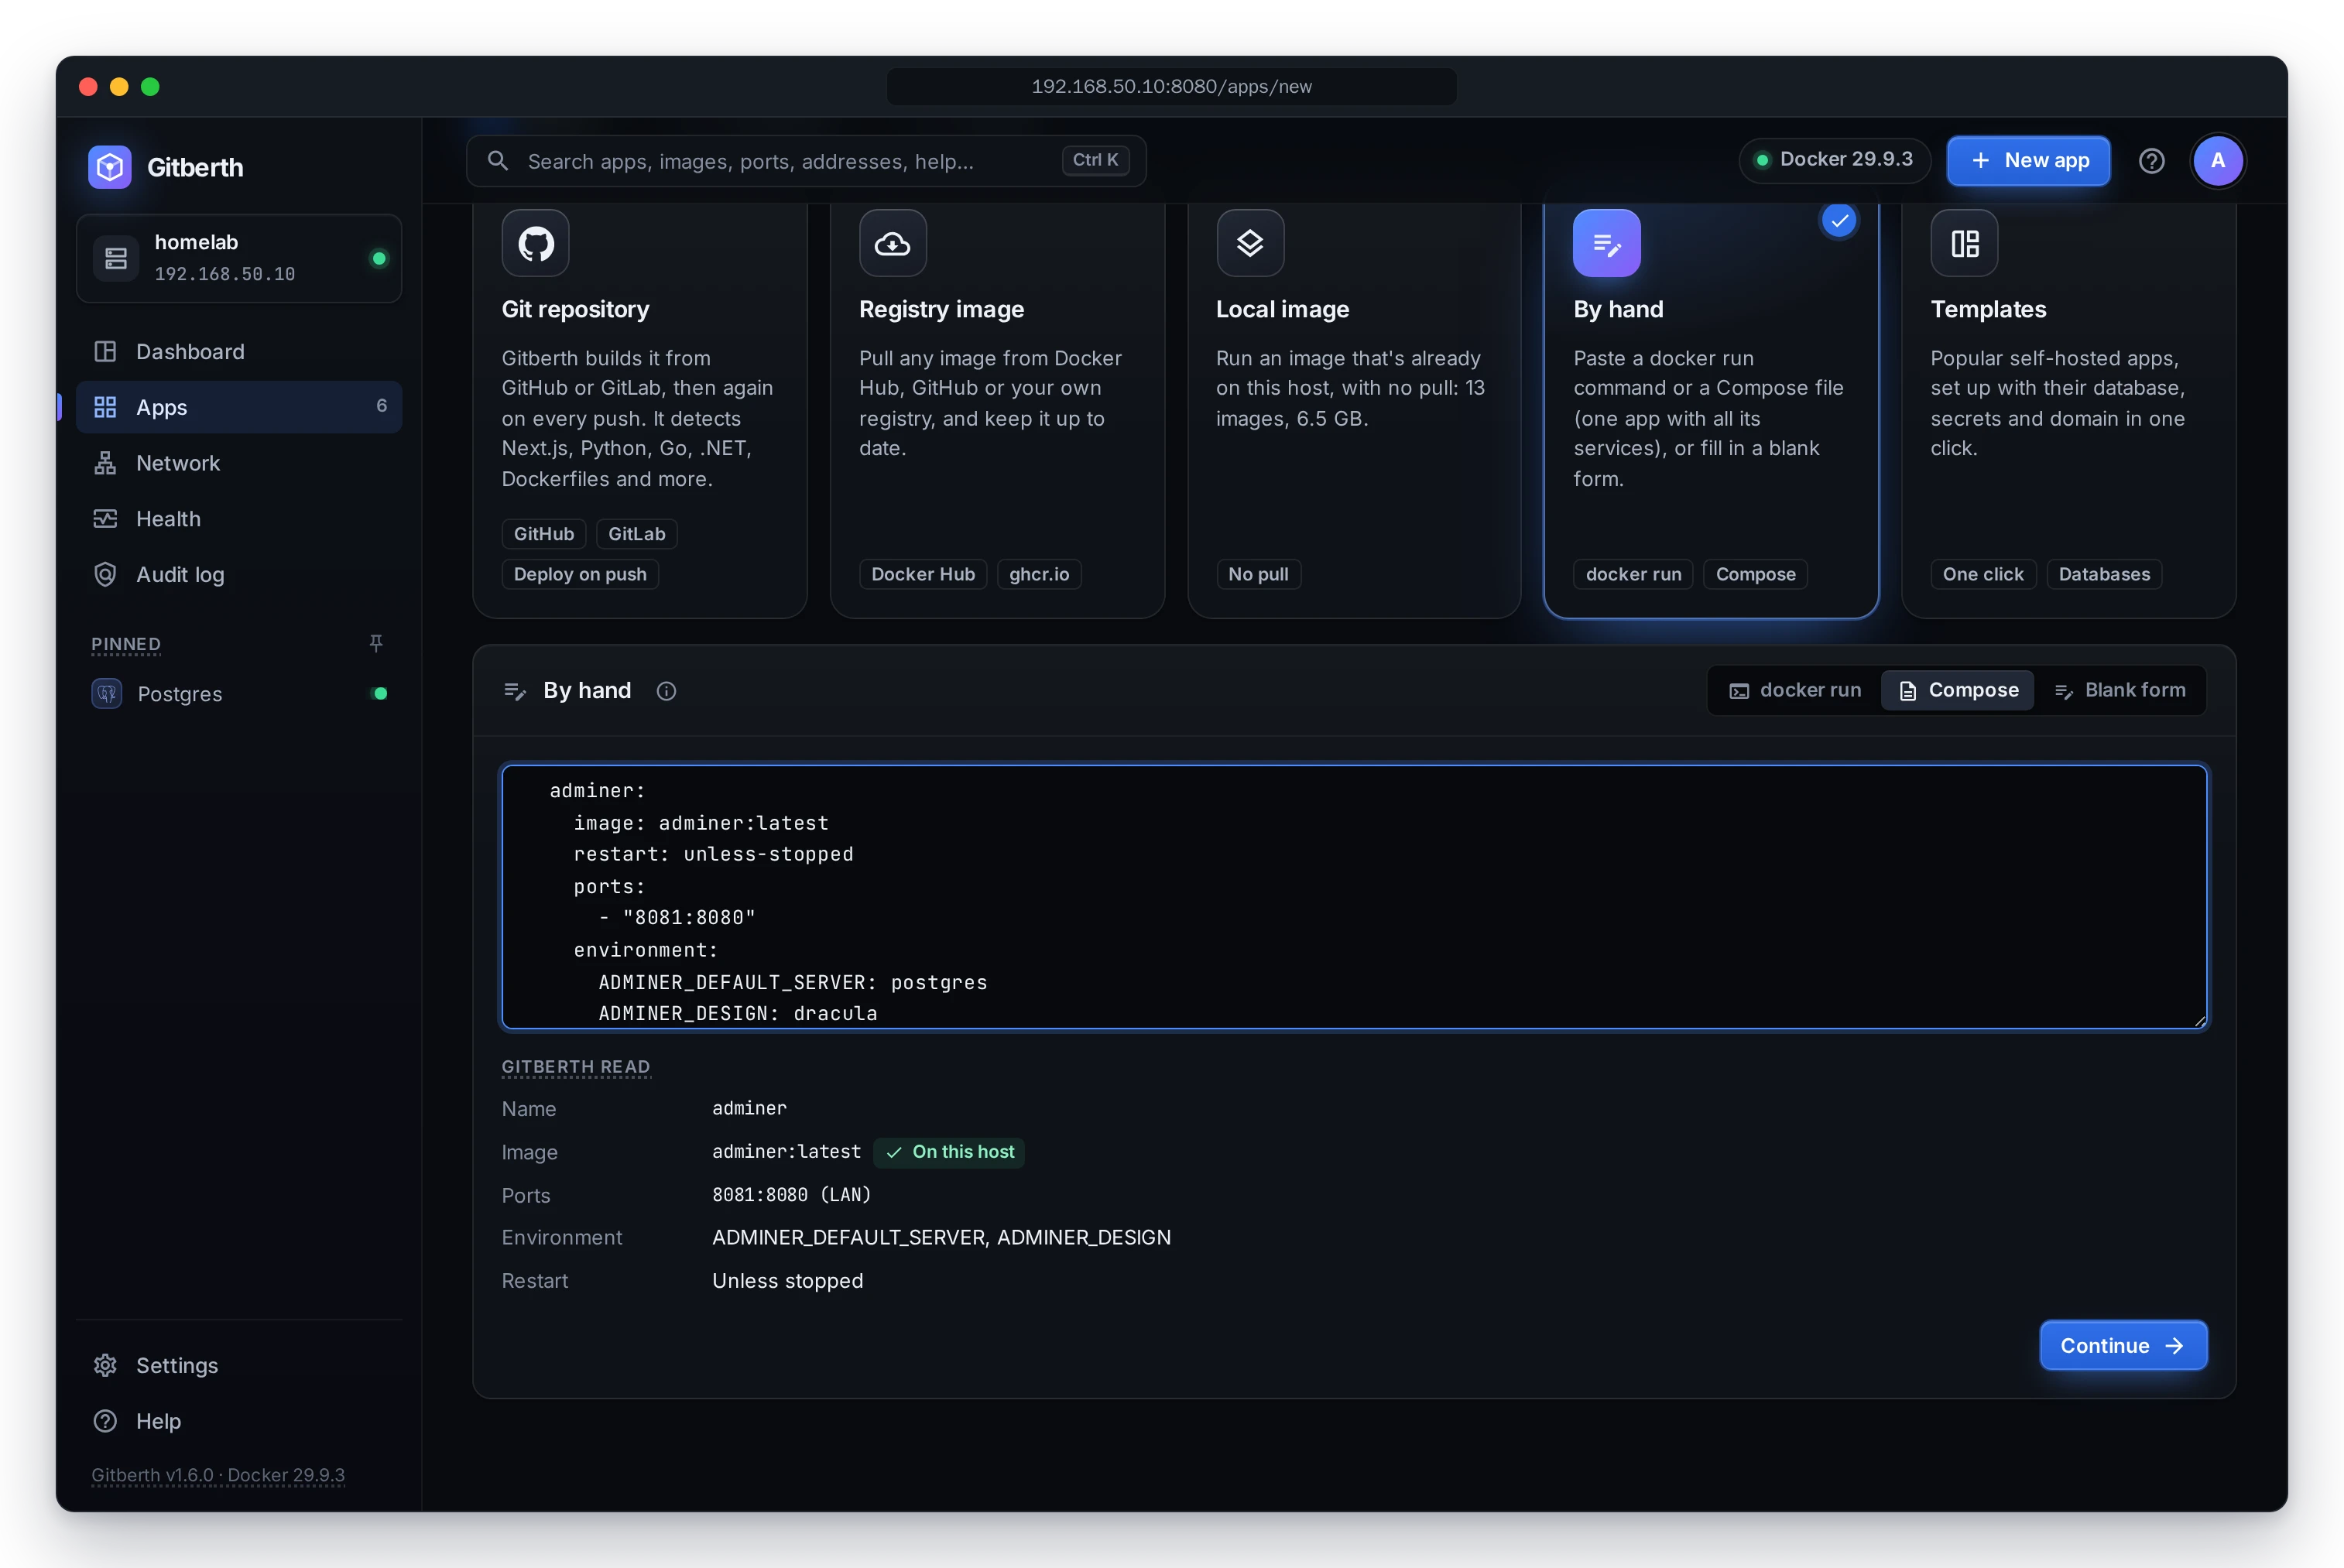 192.168.50.10:8080/apps/new
Gitberth
homelab
192.168.50.10
Dashboard
Apps 6
Network
Health
Audit log
PINNED
Postgres
Settings
Help
Gitberth v1.6.0 · Docker 29.9.3
Search apps, images, ports, addresses, help... Ctrl K
Docker 29.9.3
New app
A
Git repository
Gitberth builds it from
GitHub or GitLab, then again
on every push. It detects
Next.js, Python, Go, .NET,
Dockerfiles and more.
GitHub GitLab
Deploy on push
Registry image
Pull any image from Docker
Hub, GitHub or your own
registry, and keep it up to
date.
Docker Hub ghcr.io
Local image
Run an image that's already
on this host, with no pull: 13
images, 6.5 GB.
No pull
By hand
Paste a docker run
command or a Compose file
(one app with all its
services), or fill in a blank
form.
docker run Compose
Templates
Popular self-hosted apps,
set up with their database,
secrets and domain in one
click.
One click Databases
By hand
docker run Compose Blank form
adminer:
image: adminer:latest
restart: unless-stopped
ports:
- "8081:8080"
environment:
ADMINER_DEFAULT_SERVER: postgres
ADMINER_DESIGN: dracula
GITBERTH READ
Name adminer
Image adminer:latest On this host
Ports 8081:8080 (LAN)
Environment ADMINER_DEFAULT_SERVER, ADMINER_DESIGN
Restart Unless stopped
Continue